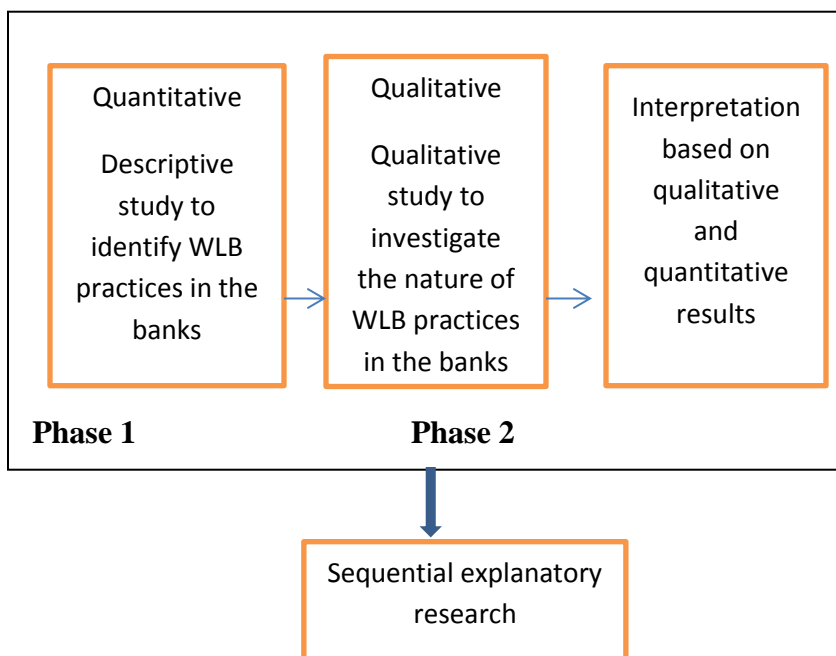 Quantitative
Descriptive
study to
identify WLB
practices in the
banks
Qualitative
Qualitative
study to
investigate
the nature of
WLB practices
in the banks
Interpretation
based on
qualitative
and
quantitative
results
Phase 1
Phase 2
Sequential explanatory
research